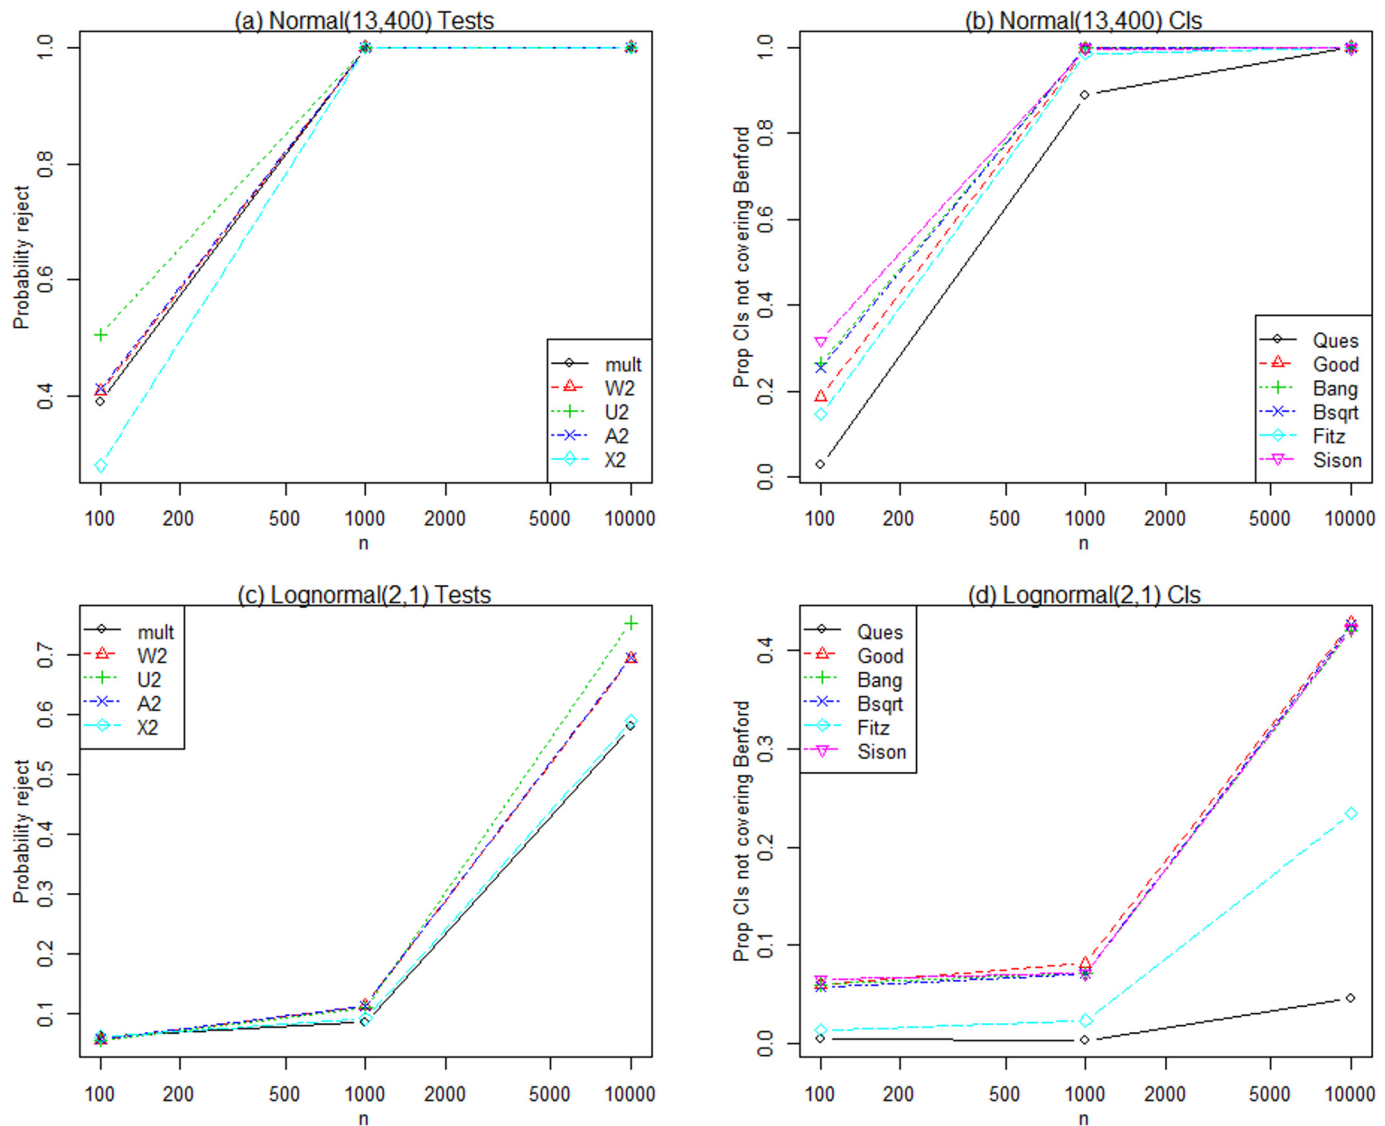 (a) Normal(13,400) Tests
Probability reject
1.0
0.8
0.6
0.4
mult
W2
U2
A2
X2
100 200 500 1000 2000 5000 10000
n
(b) Normal(13,400) CIs
Prop CIs not covering Benford
1.0
0.8
0.6
0.4
0.2
0.0
Ques
Good
Bang
Bsqrt
Fitz
Sison
100 200 500 1000 2000 5000 10000
n
(c) Lognormal(2,1) Tests
Probability reject
0.7
0.6
0.5
0.4
0.3
0.2
0.1
mult
W2
U2
A2
X2
100 200 500 1000 2000 5000 10000
n
(d) Lognormal(2,1) CIs
Prop CIs not covering Benford
0.4
0.3
0.2
0.1
0.0
Ques
Good
Bang
Bsqrt
Fitz
Sison
100 200 500 1000 2000 5000 10000
n